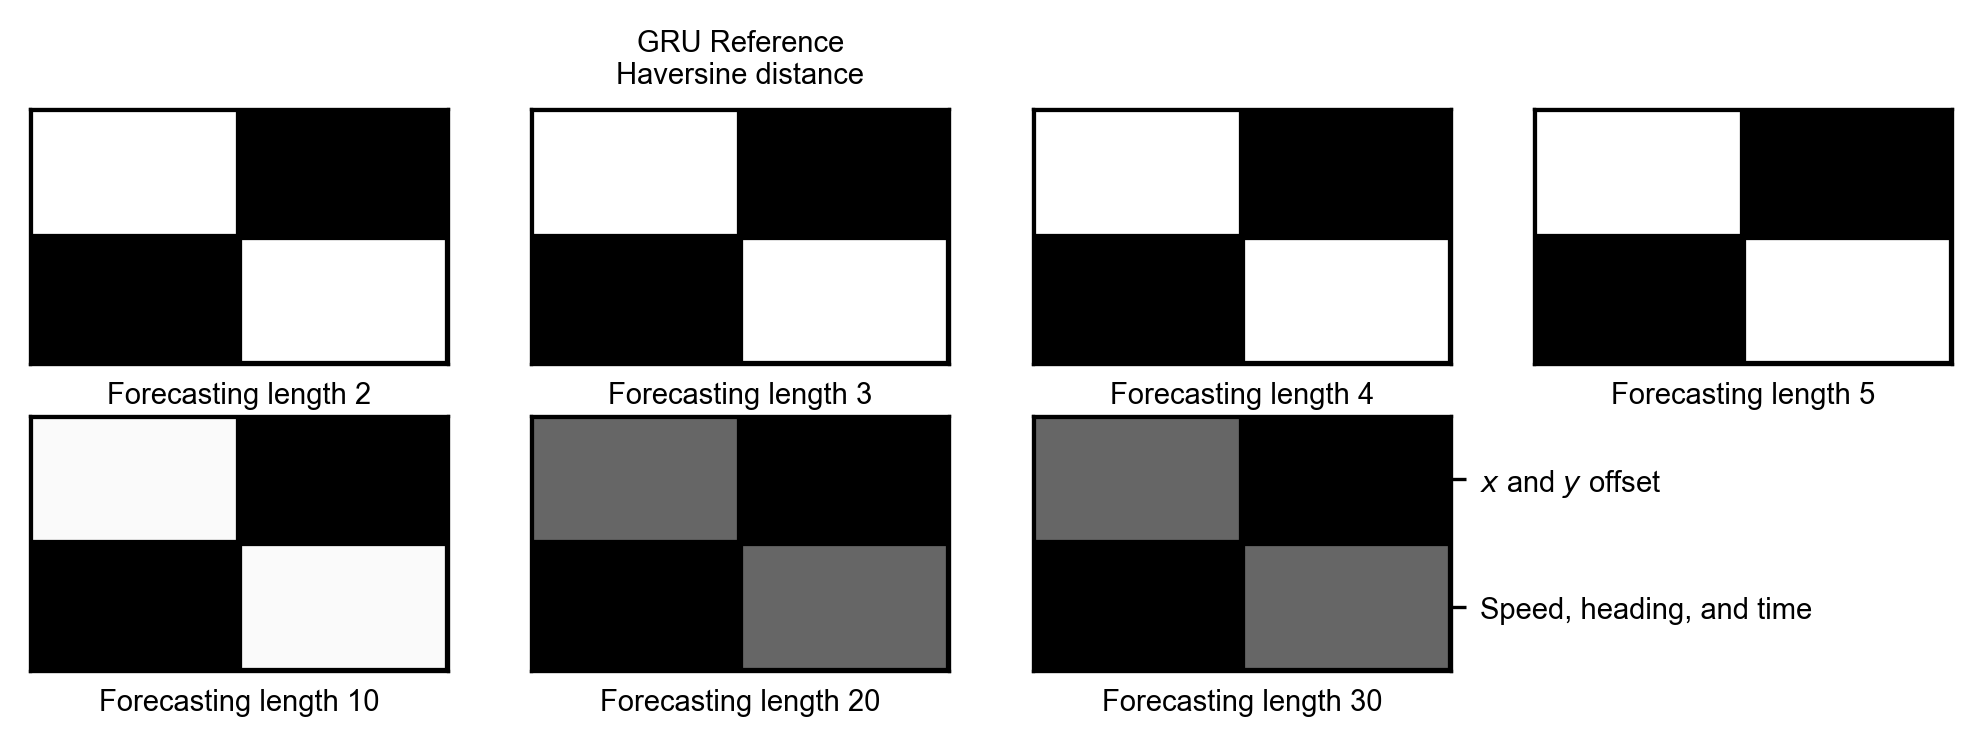 GRU Reference
Haversine distance
Forecasting length 2
Forecasting length 3
Forecasting length 4
Forecasting length 5
x and y offset
Speed, heading, and time
Forecasting length 10
Forecasting length 20
Forecasting length 30